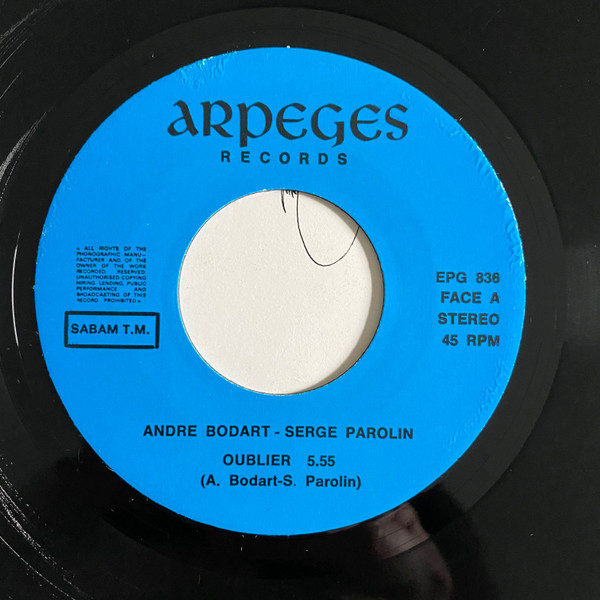 ARPEGES
RECORDS
« ALL RIGHTS OF THE
PHONOGRAPHIC MANU–
FACTURER AND OF THE
OWNER OF THE WORK
RECORDED RESERVED.
UNAUTHORISED COPYING
HIRING LENDING PUBLIC
PERFORMANCE AND
BROADCASTING OF THIS
RECORD PROHIBITED »
SABAM T.M.
EPG 836
FACE A
STEREO
45 RPM
ANDRE BODART - SERGE PAROLIN
OUBLIER 5.55
(A. Bodart-S. Parolin)